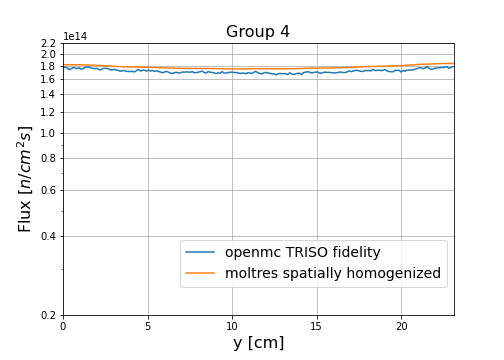 Group 4
1e14
2.2
2.0
1.8
1.6
1.4
1.2
1.0
0.8
0.6
0.4
0.2
Flux [n/cm²s]
openmc TRISO fidelity
moltres spatially homogenized
0 5 10 15 20
y [cm]